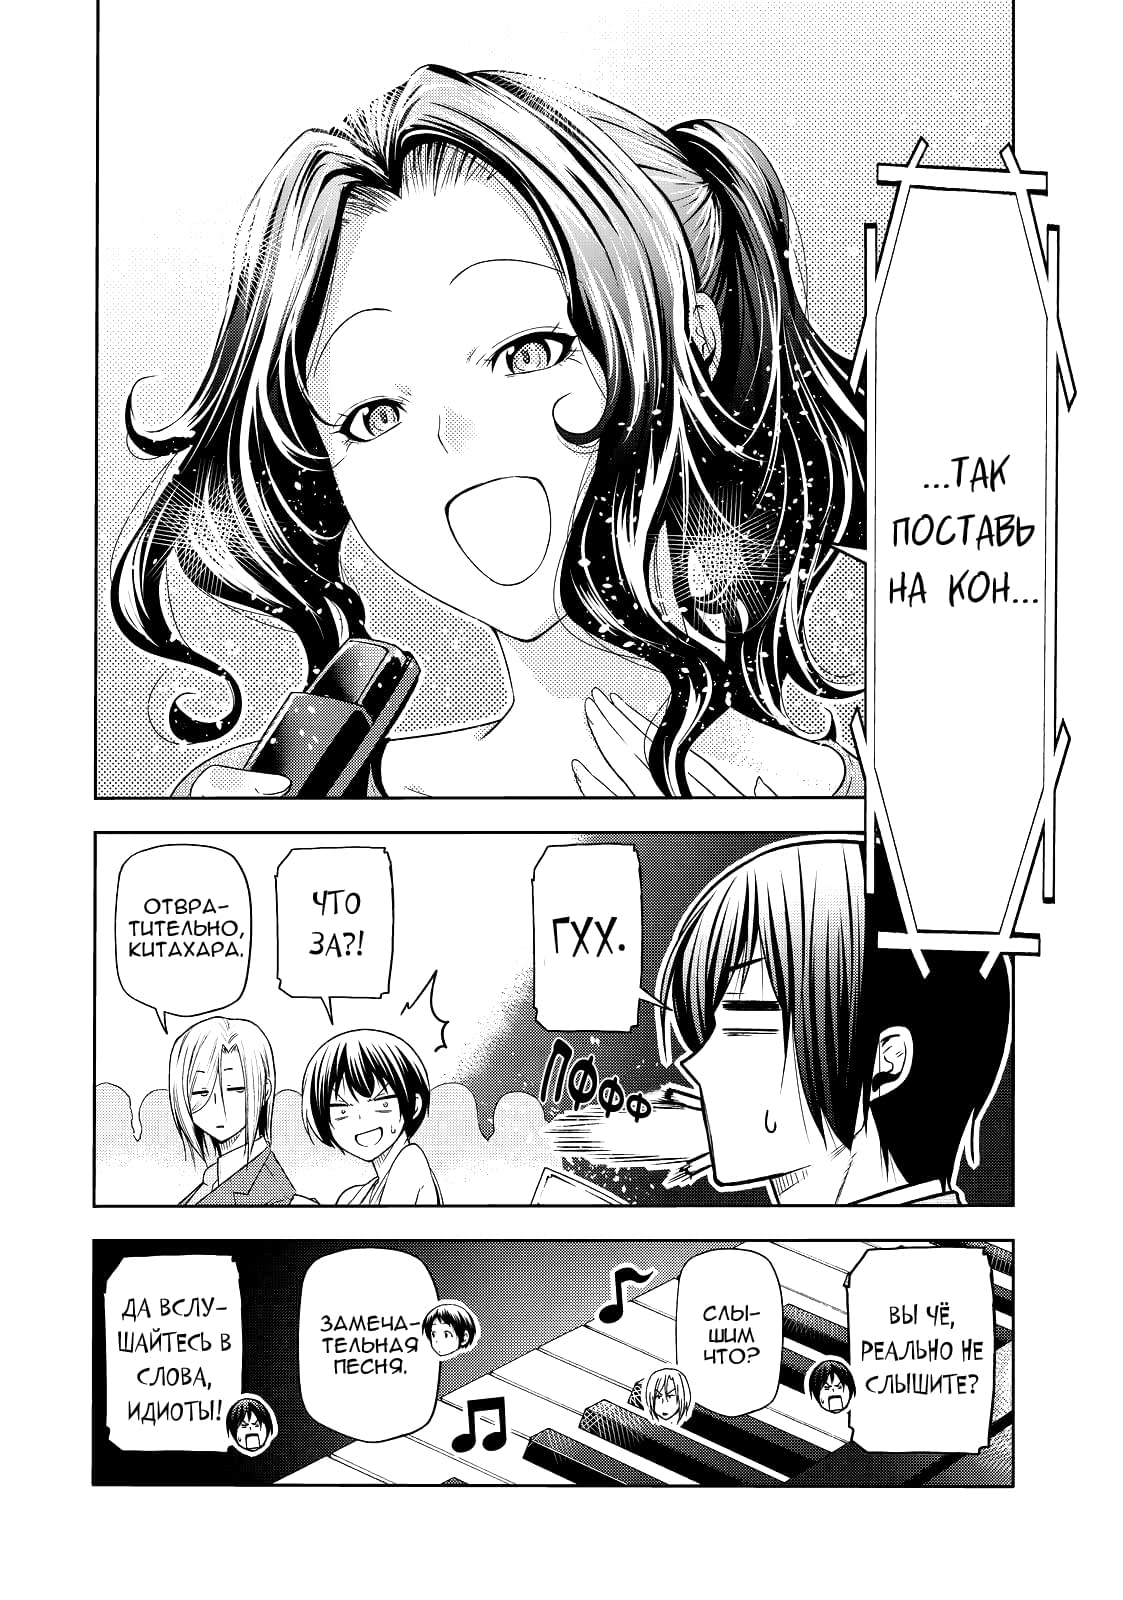 ...ТАК
ПОСТАВЬ
НА КОН...
ГХХ.
ПФФФ
ЧТО
ЗА?!
ОТВРА-
ТИТЕЛЬНО,
КИТАХАРА.
ВЫ ЧЁ,
РЕАЛЬНО НЕ
СЛЫШИТЕ?
СЛЫ-
ШИМ
ЧТО?
ЗАМЕЧА-
ТЕЛЬНАЯ
ПЕСНЯ.
ДА ВСЛУ-
ШАЙТЕСЬ В
СЛОВА,
ИДИОТЫ!